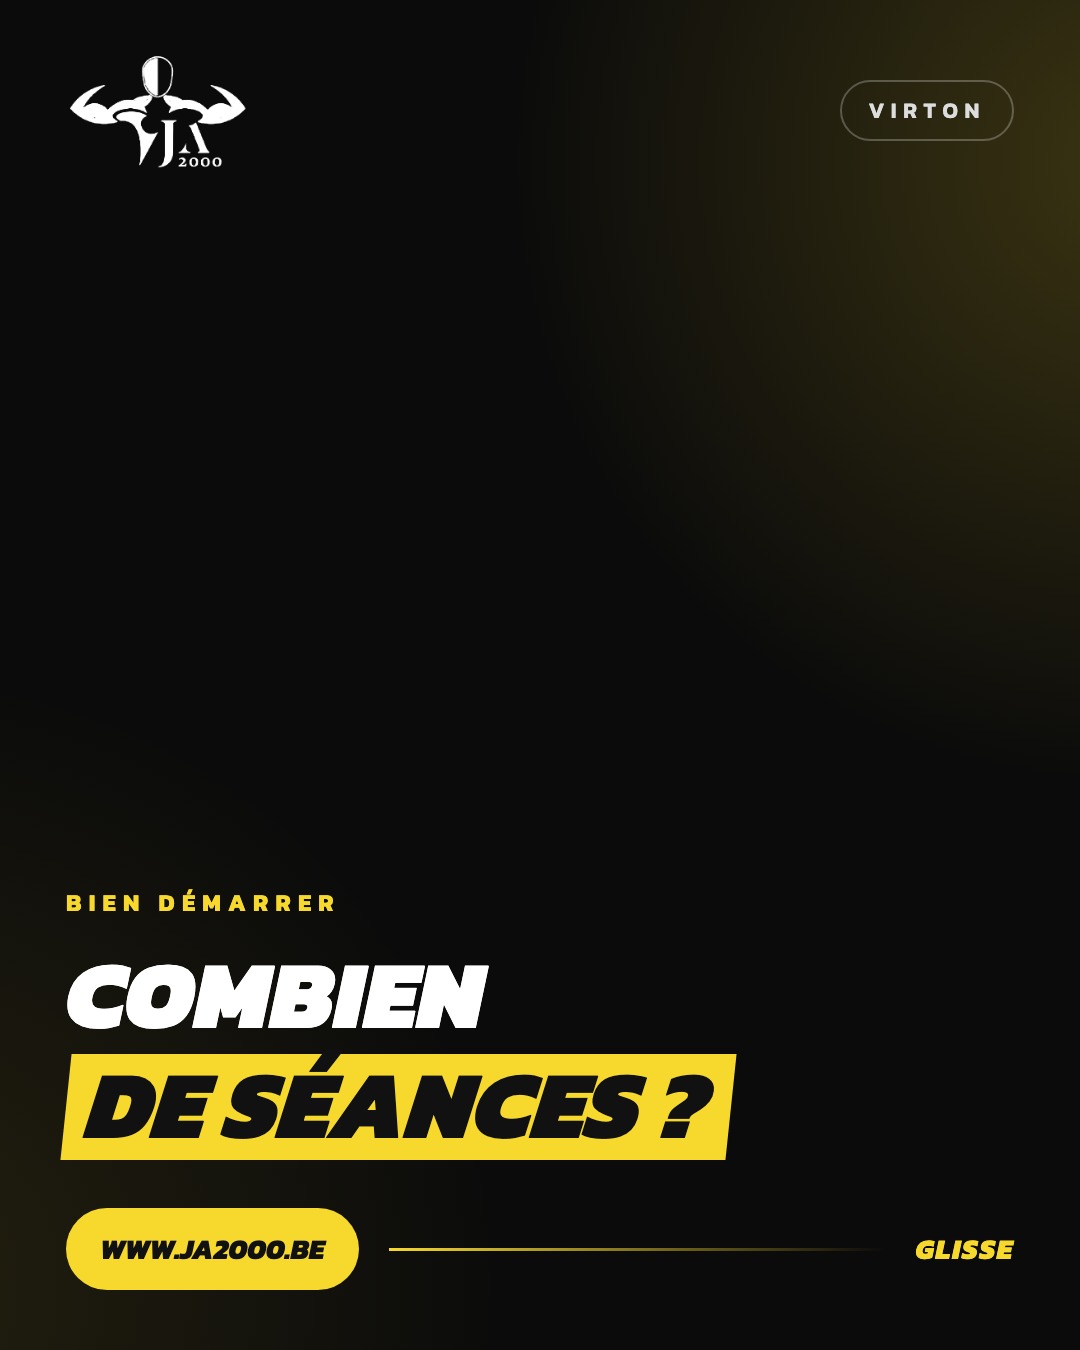 JA
2000
VIRTON
BIEN DÉMARRER
COMBIEN
DE SÉANCES ?
WWW.JA2000.BE
GLISSE